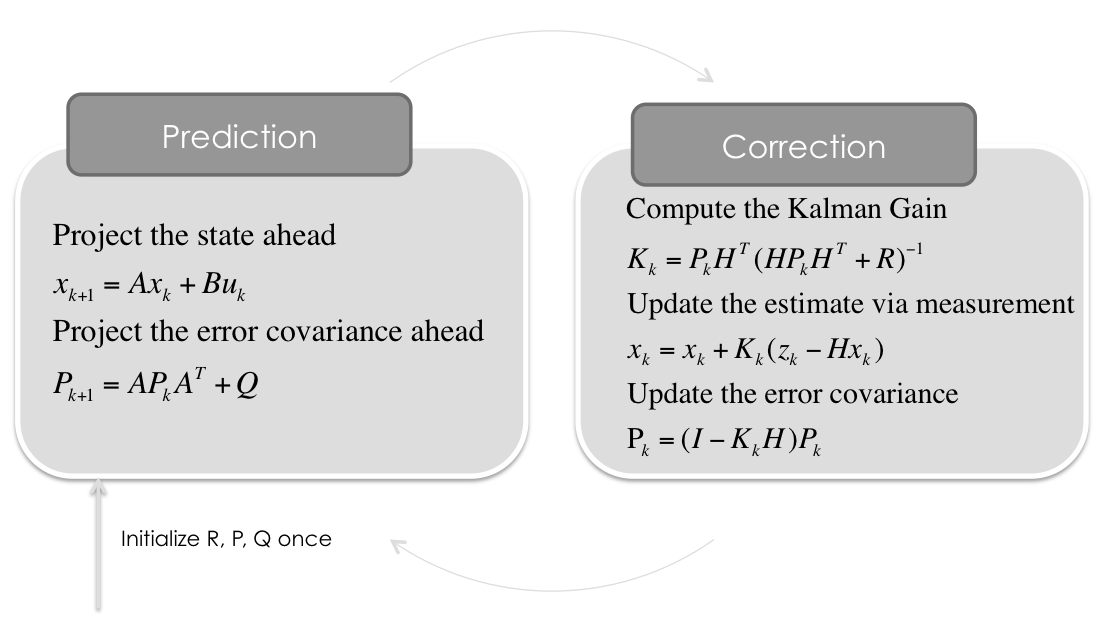 Prediction
Project the state ahead
x_{k+1} = Ax_k + Bu_k
Project the error covariance ahead
P_{k+1} = AP_kA^T + Q
Initialize R, P, Q once
Correction
Compute the Kalman Gain
K_k = P_kH^T(HP_kH^T + R)^{-1}
Update the estimate via measurement
x_k = x_k + K_k(z_k − Hx_k)
Update the error covariance
P_k = (I − K_kH)P_k